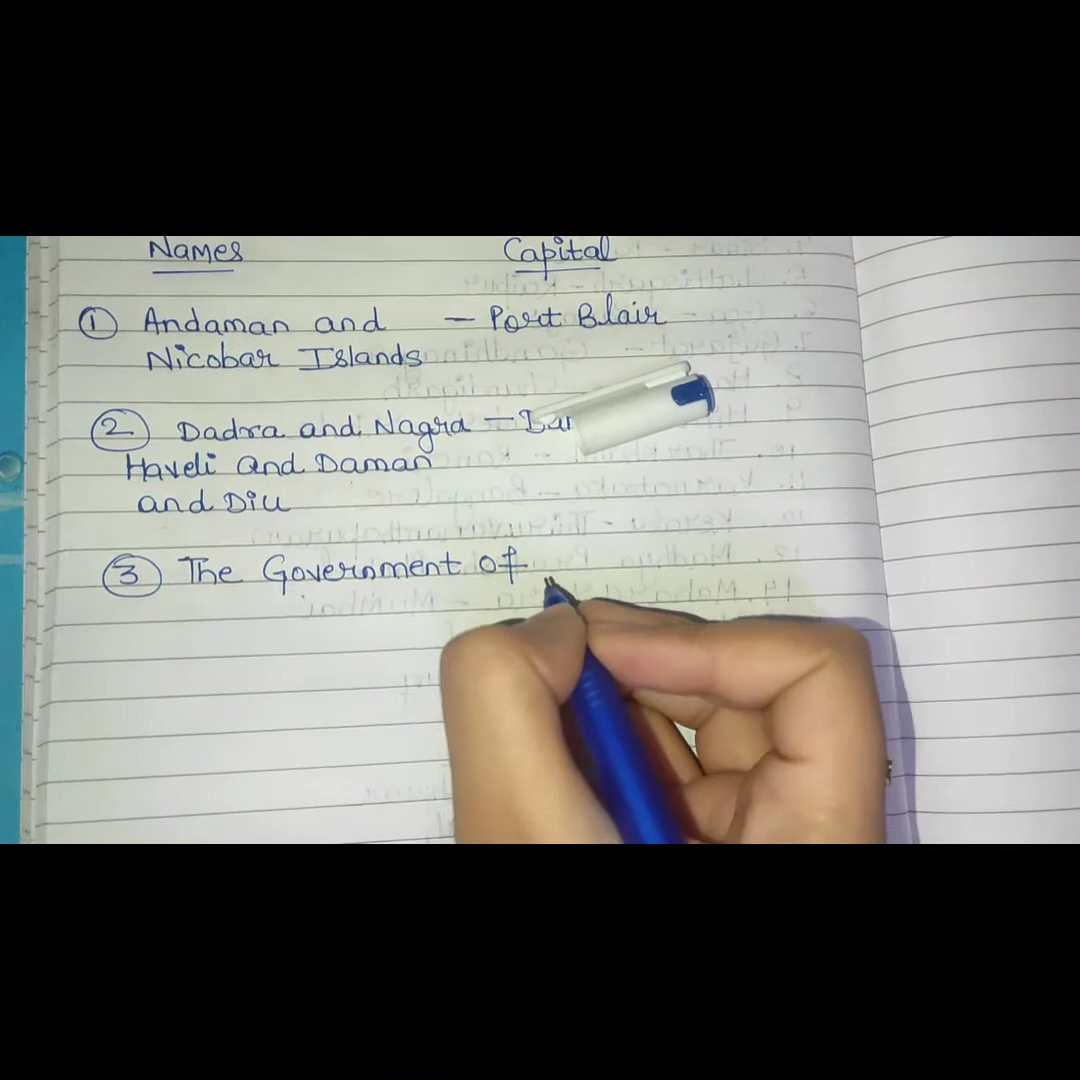 Names Capital
① Andaman and - Port Blair
Nicobar Islands
② Dadra and Nagra -
Haveli and Daman
and Diu
③ The Government of